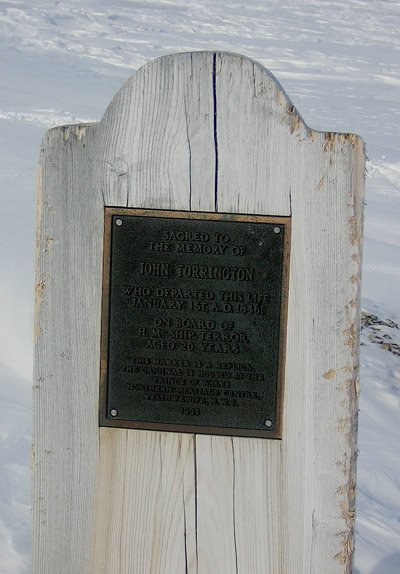 SACRED TO
THE MEMORY OF
JOHN TORRINGTON
WHO DEPARTED THIS LIFE
JANUARY 1ST, A.D. 1846,
ON BOARD OF
H.M. SHIP TERROR
AGED 20 YEARS
THIS MARKER IS A REPLICA.
THE ORIGINAL IS HOUSED AT THE
PRINCE OF WALES
NORTHERN HERITAGE CENTRE,
YELLOWKNIFE, N.W.T.
1993